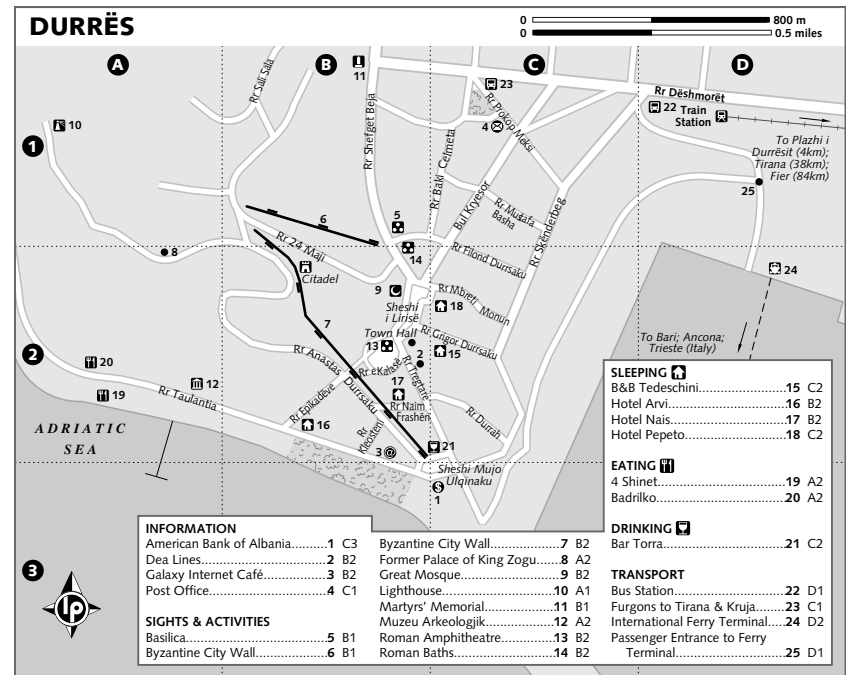 DURRËS
0 800 m
0 0.5 miles
A
B
C
D
1
2
3
Rr Sali Sala
11
23
Rr Dëshmorët
22 Train
Station
10
Rr Shefqet Beja
Rr Prokop Meksi
4
To Plazhi i
Durrësit (4km);
Tirana (38km);
Fier (84km)
Rr Baki Celmeta
Bul Kryesor
25
Rr Mustafa
Basha
Rr Skënderbeg
6
5
8
Rr 24 Maji
14
Rr Filond Durrsaku
Citadel
24
9
Rr Mbreti Monun
Sheshi
i Lirisë
18
7
Town Hall
Rr Grigor Durrsaku
13
15
2
To Bari; Ancona;
Trieste (Italy)
Rr Anastas Durrsaku
Rr e Kalasë
Rr Tregtare
20
12
19
Rr Taulantia
17
Rr Naim
Frashëri
Rr Epikadëve
16
Rr Kleosteni
Rr Durrah
ADRIATIC
SEA
3
21
Sheshi Mujo
Ulqinaku
1
lp
SLEEPING
B&B Tedeschini 15 C2
Hotel Arvi 16 B2
Hotel Nais 17 B2
Hotel Pepeto 18 C2
EATING
4 Shinet 19 A2
Badrilko 20 A2
DRINKING
Bar Torra 21 C2
TRANSPORT
Bus Station 22 D1
Furgons to Tirana & Kruja 23 C1
International Ferry Terminal 24 D2
Passenger Entrance to Ferry
Terminal 25 D1
INFORMATION
American Bank of Albania 1 C3
Dea Lines 2 B2
Galaxy Internet Café 3 B2
Post Office 4 C1
SIGHTS & ACTIVITIES
Basilica 5 B1
Byzantine City Wall 6 B1
Byzantine City Wall 7 B2
Former Palace of King Zogu 8 A2
Great Mosque 9 B2
Lighthouse 10 A1
Martyrs' Memorial 11 B1
Muzeu Arkeologjik 12 A2
Roman Amphitheatre 13 B2
Roman Baths 14 B2